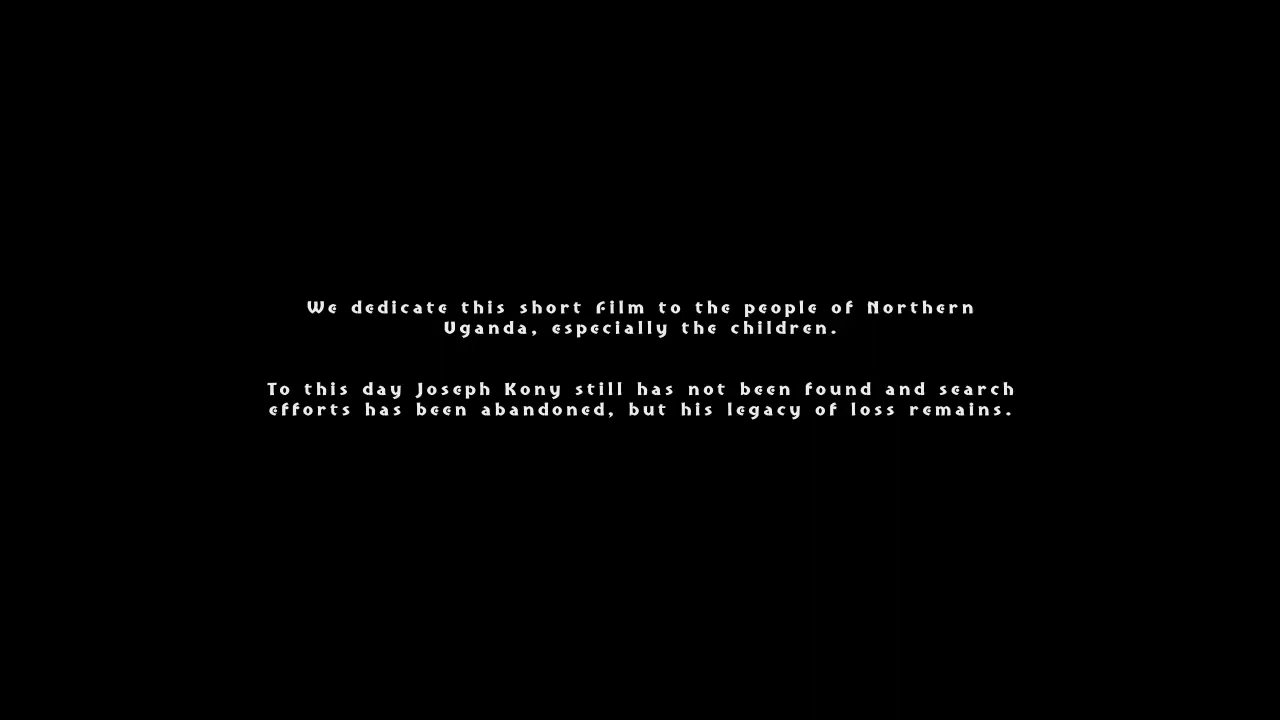 We dedicate this short film to the people of Northern
Uganda, especially the children.
To this day Joseph Kony still has not been found and search
efforts has been abandoned, but his legacy of loss remains.